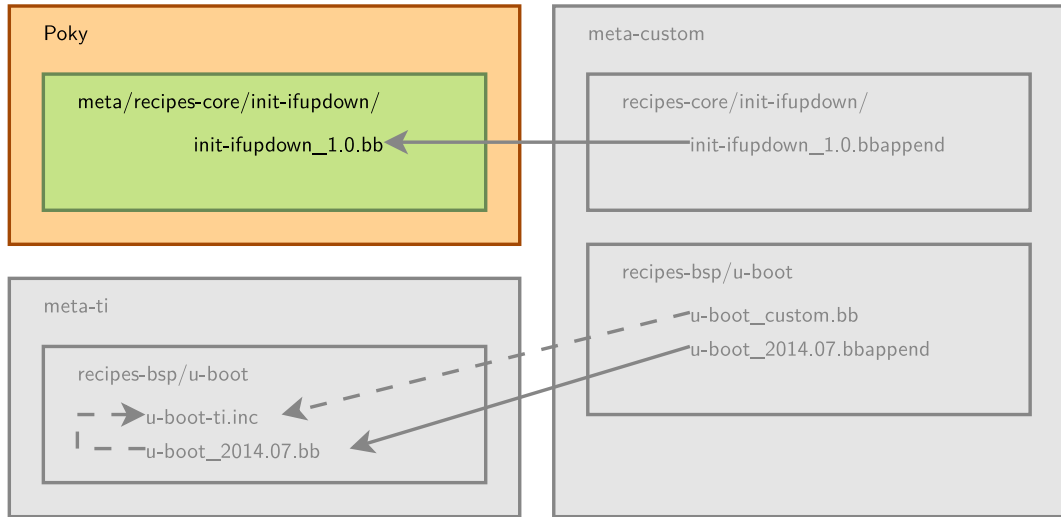 Poky
meta/recipes-core/init-ifupdown/
init-ifupdown_1.0.bb
meta-ti
recipes-bsp/u-boot
u-boot-ti.inc
u-boot_2014.07.bb
meta-custom
recipes-core/init-ifupdown/
init-ifupdown_1.0.bbappend
recipes-bsp/u-boot
u-boot_custom.bb
u-boot_2014.07.bbappend